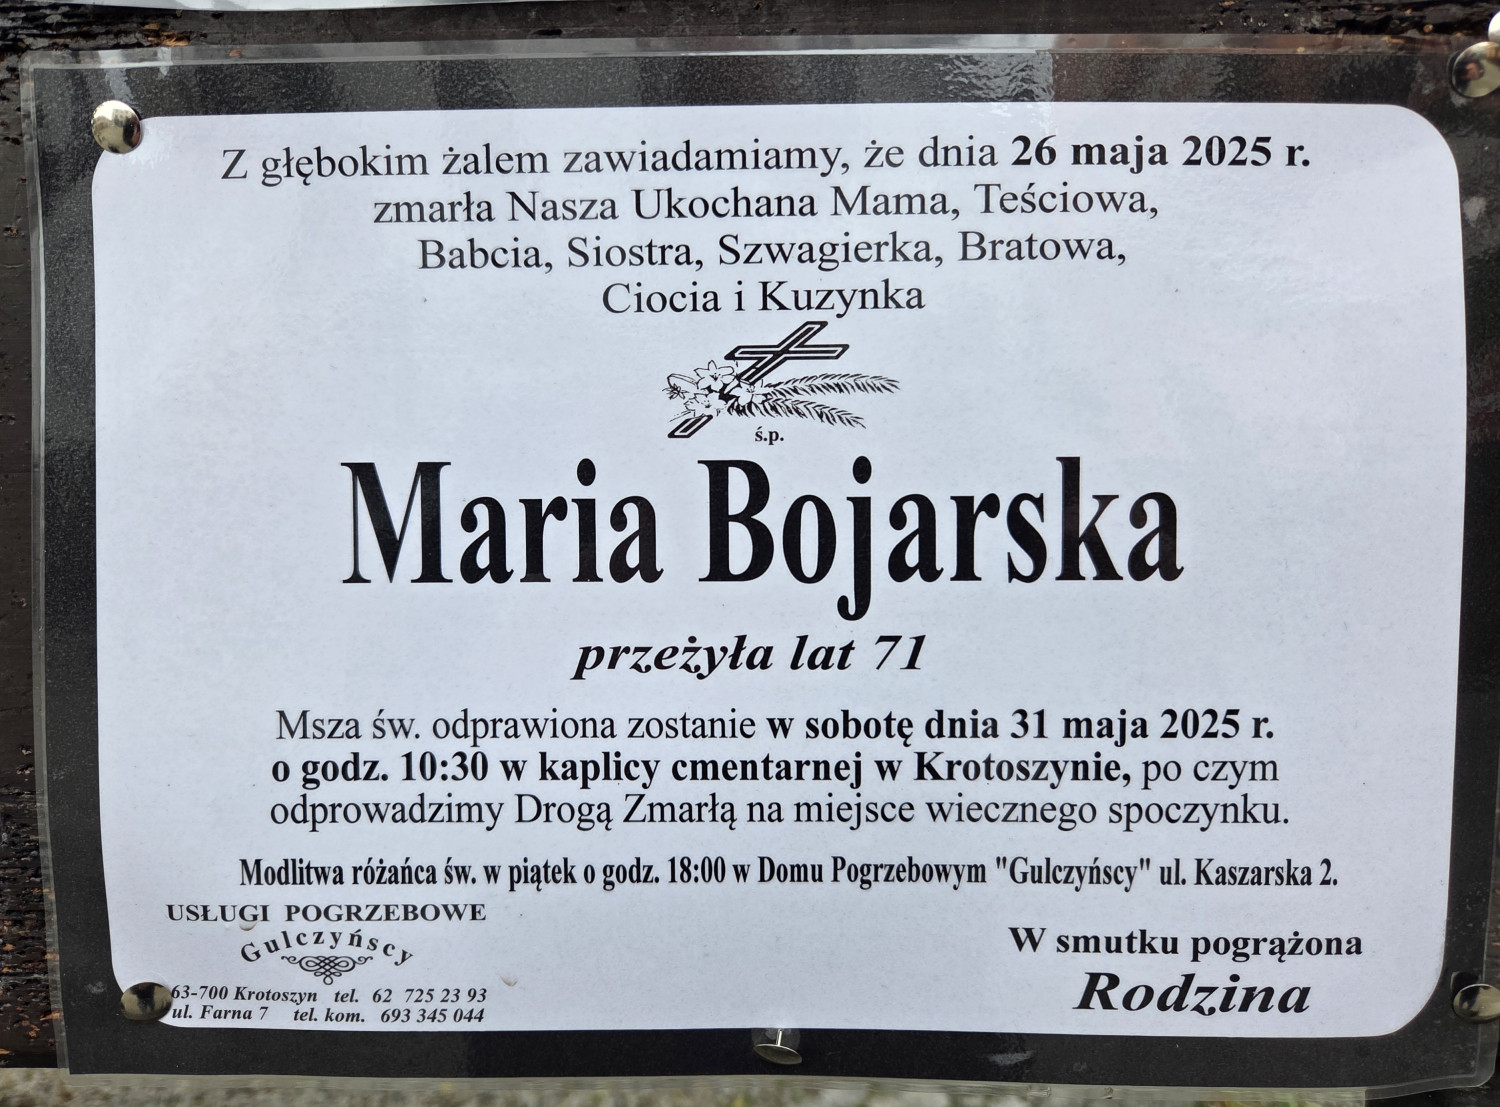 Z głębokim żalem zawiadamiamy, że dnia 26 maja 2025 r.
zmarła Nasza Ukochana Mama, Teściowa,
Babcia, Siostra, Szwagierka, Bratowa,
Ciocia i Kuzynka
ś.p.
Maria Bojarska
przeżyła lat 71
Msza św. odprawiona zostanie w sobotę dnia 31 maja 2025 r.
o godz. 10:30 w kaplicy cmentarnej w Krotoszynie, po czym
odprowadzimy Drogą Zmarłą na miejsce wiecznego spoczynku.
Modlitwa różańca św. w piątek o godz. 18:00 w Domu Pogrzebowym "Gulczyńscy" ul. Kaszarska 2.
USŁUGI POGRZEBOWE
Gulczyńscy
63-700 Krotoszyn tel. 62 725 23 93
ul. Farna 7 tel. kom. 693 345 044
W smutku pogrążona
Rodzina